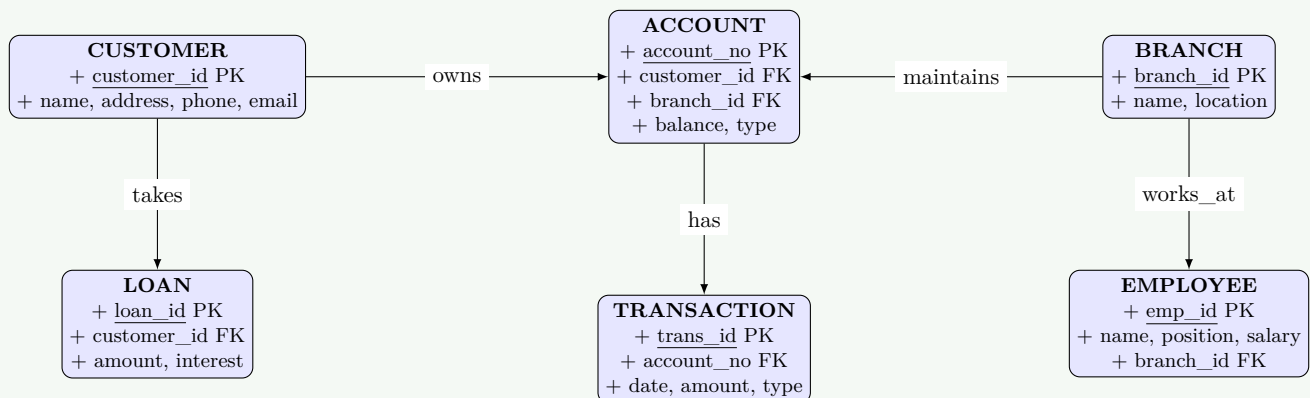 CUSTOMER
+ customer_id PK
+ name, address, phone, email
owns
ACCOUNT
+ account_no PK
+ customer_id FK
+ branch_id FK
+ balance, type
maintains
BRANCH
+ branch_id PK
+ name, location
takes
has
works_at
LOAN
+ loan_id PK
+ customer_id FK
+ amount, interest
TRANSACTION
+ trans_id PK
+ account_no FK
+ date, amount, type
EMPLOYEE
+ emp_id PK
+ name, position, salary
+ branch_id FK